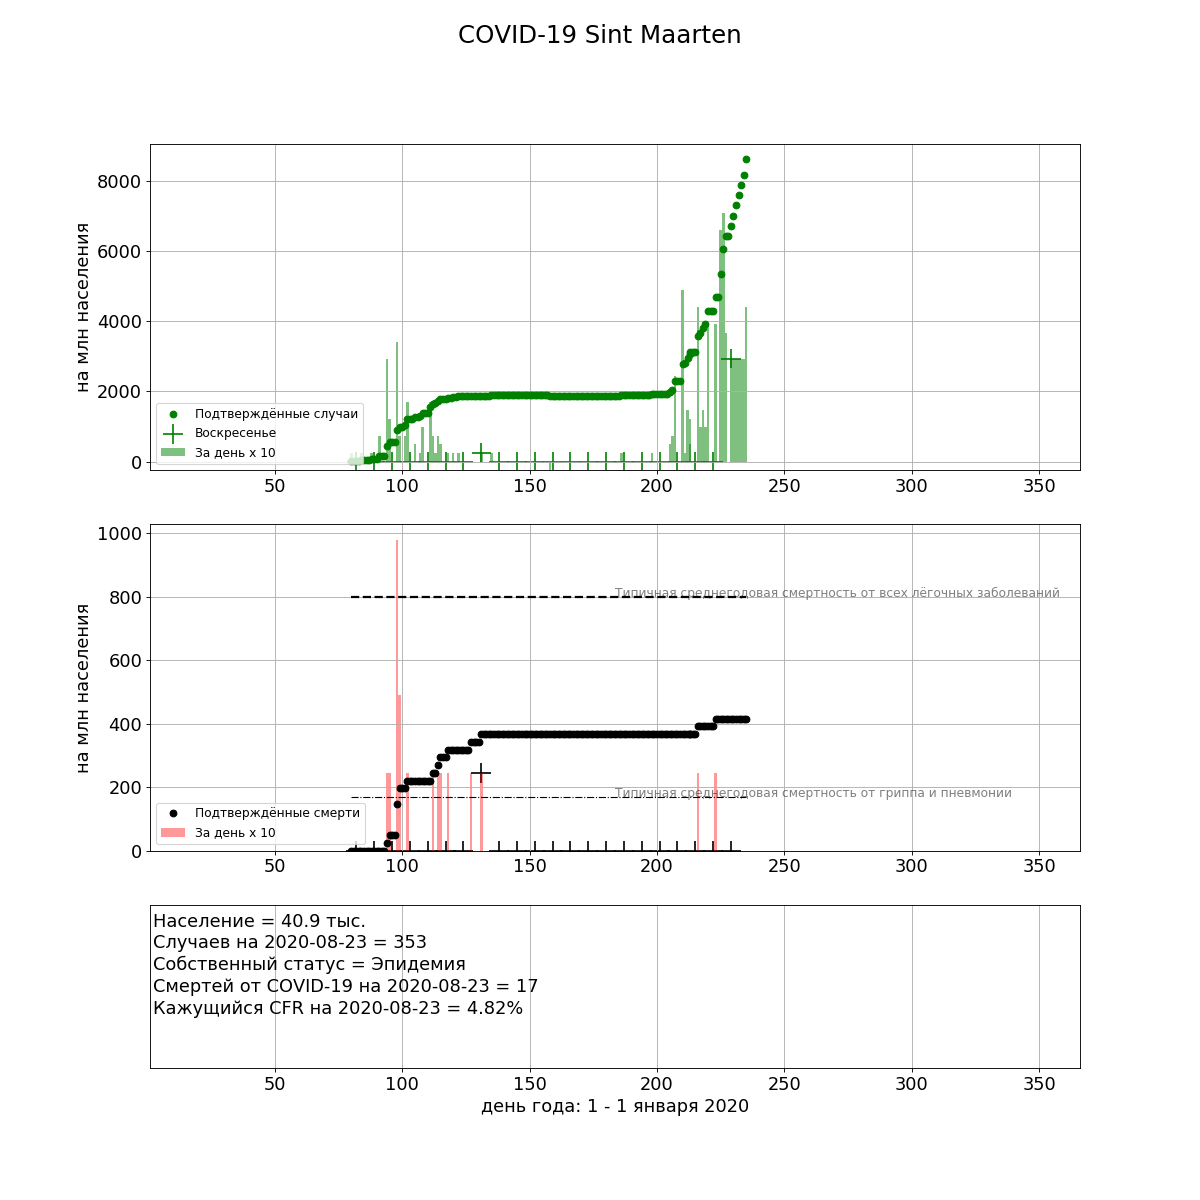 COVID-19 Sint Maarten
на млн населения
8000
6000
4000
2000
0
Подтверждённые случаи
Воскресенье
За день x 10
50 100 150 200 250 300 350
на млн населения
1000
800
600
400
200
0
Типичная среднегодовая смертность от всех лёгочных заболеваний
Типичная среднегодовая смертность от гриппа и пневмонии
Подтверждённые смерти
За день x 10
50 100 150 200 250 300 350
Население = 40.9 тыс.
Случаев на 2020-08-23 = 353
Собственный статус = Эпидемия
Смертей от COVID-19 на 2020-08-23 = 17
Кажущийся CFR на 2020-08-23 = 4.82%
50 100 150 200 250 300 350
день года: 1 - 1 января 2020